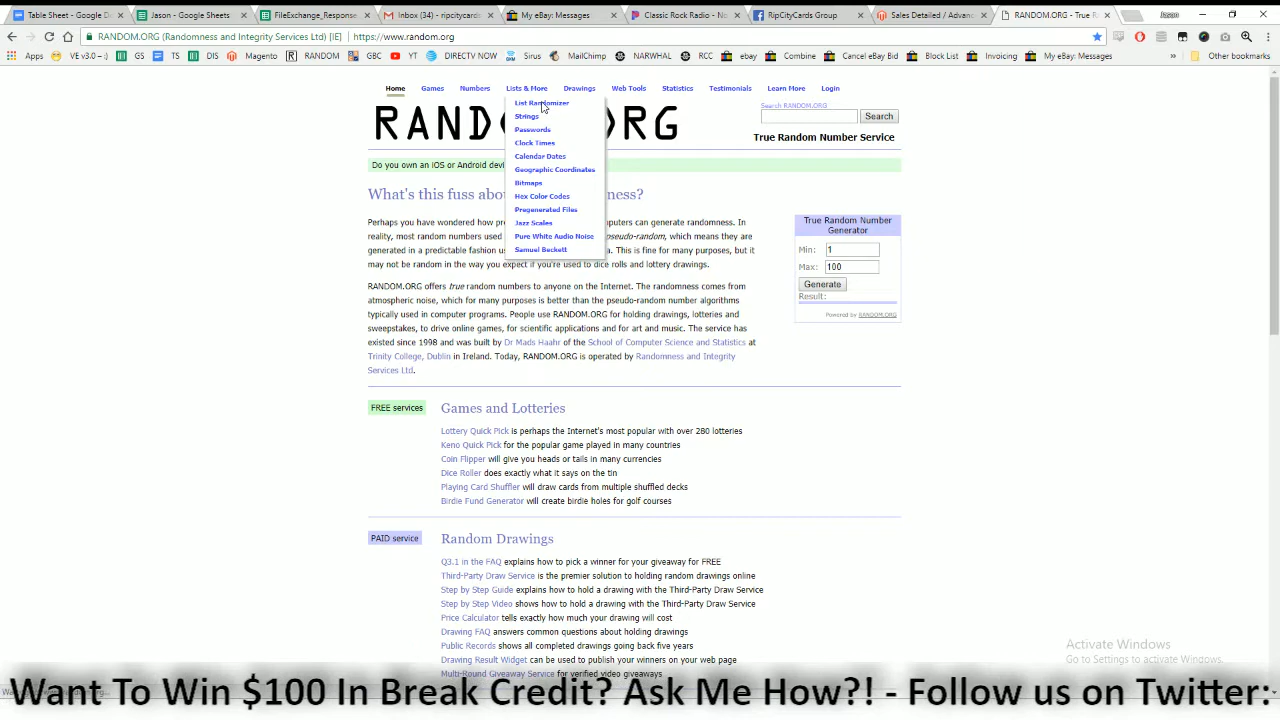 Table Sheet - Google D
Jason - Google Sheets
FileExchange_Response
Inbox (34) - ripcitycards
My eBay: Messages
Classic Rock Radio - No
RipCityCards Group
Sales Detailed / Advanc
RANDOM.ORG - True R
Jason
RANDOM.ORG (Randomness and Integrity Services Ltd) [IE]
https://www.random.org
Apps
VE v3.0 ~:-)
GS
TS
DIS
Magento
RANDOM
GBC
YT
DIRECTV NOW
Sirus
MailChimp
NARWHAL
RCC
ebay
Combine
Cancel eBay Bid
Block List
Invoicing
My eBay: Messages
»
Other bookmarks
Home
Games
Numbers
Lists & More
Drawings
Web Tools
Statistics
Testimonials
Learn More
Login
List Randomizer
Strings
Passwords
Clock Times
Calendar Dates
Geographic Coordinates
Bitmaps
Hex Color Codes
Pregenerated Files
Jazz Scales
Pure White Audio Noise
Samuel Beckett
RAND RG
Search RANDOM.ORG
Search
True Random Number Service
Do you own an iOS or Android devi
What's this fuss abo ness?
Perhaps you have wondered how pre puters can generate randomness. In
reality, most random numbers used pseudo-random, which means they are
generated in a predictable fashion us a. This is fine for many purposes, but it
may not be random in the way you expect if you're used to dice rolls and lottery drawings.
RANDOM.ORG offers true random numbers to anyone on the Internet. The randomness comes from
atmospheric noise, which for many purposes is better than the pseudo-random number algorithms
typically used in computer programs. People use RANDOM.ORG for holding drawings, lotteries and
sweepstakes, to drive online games, for scientific applications and for art and music. The service has
existed since 1998 and was built by Dr Mads Haahr of the School of Computer Science and Statistics at
Trinity College, Dublin in Ireland. Today, RANDOM.ORG is operated by Randomness and Integrity
Services Ltd.
True Random Number
Generator
Min: 1
Max: 100
Generate
Result:
Powered by RANDOM.ORG
FREE services
Games and Lotteries
Lottery Quick Pick is perhaps the Internet's most popular with over 280 lotteries
Keno Quick Pick for the popular game played in many countries
Coin Flipper will give you heads or tails in many currencies
Dice Roller does exactly what it says on the tin
Playing Card Shuffler will draw cards from multiple shuffled decks
Birdie Fund Generator will create birdie holes for golf courses
PAID service
Random Drawings
Q3.1 in the FAQ explains how to pick a winner for your giveaway for FREE
Third-Party Draw Service is the premier solution to holding random drawings online
Step by Step Guide explains how to hold a drawing with the Third-Party Draw Service
Step by Step Video shows how to hold a drawing with the Third-Party Draw Service
Price Calculator tells exactly how much your drawing will cost
Drawing FAQ answers common questions about holding drawings
Public Records shows all completed drawings going back five years
Drawing Result Widget can be used to publish your winners on your web page
Multi-Round Giveaway Service for verified video giveaways
Activate Windows
Go to Settings to activate Windows.
Want To Win $100 In Break Credit? Ask Me How?! - Follow us on Twitter: